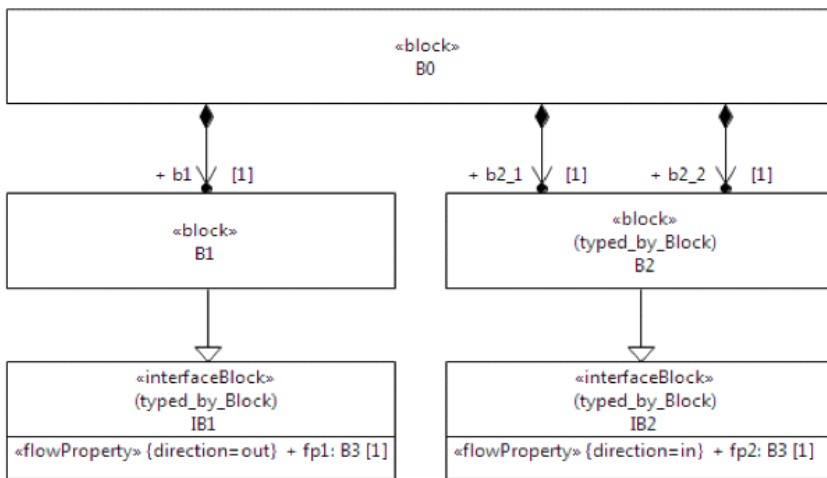 «block»
B0
+ b1 [1]
+ b2_1 [1]
+ b2_2 [1]
«block»
B1
«block»
(typed_by_Block)
B2
«interfaceBlock»
(typed_by_Block)
IB1
«flowProperty» {direction=out} + fp1: B3 [1]
«interfaceBlock»
(typed_by_Block)
IB2
«flowProperty» {direction=in} + fp2: B3 [1]